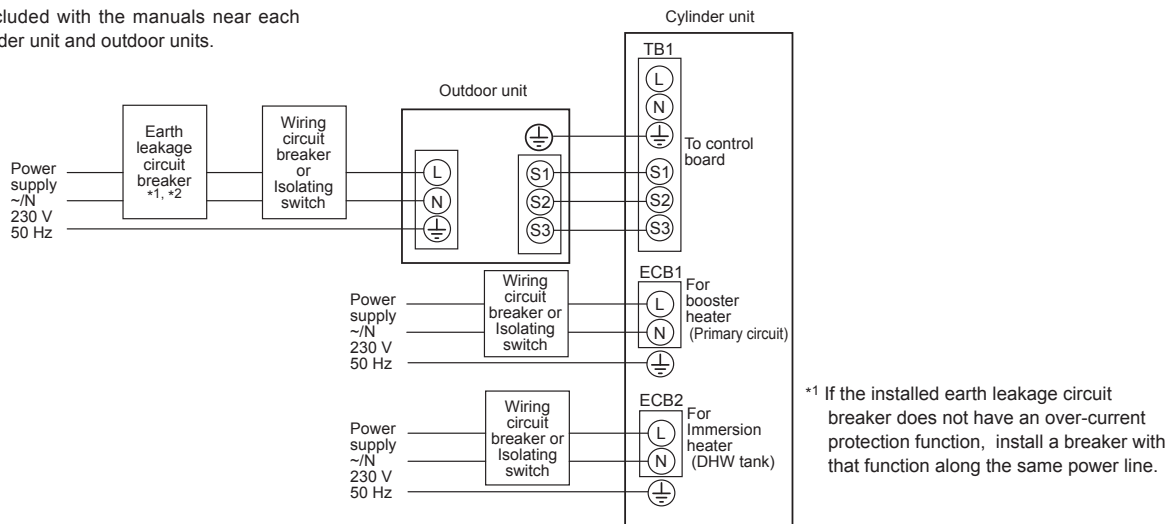 cluded with the manuals near each
der unit and outdoor units.
Cylinder unit
TB1
L
N
To control
board
S1
S2
S3
Outdoor unit
Earth
leakage
circuit
breaker
*1, *2
Wiring
circuit
breaker
or
Isolating
switch
Power
supply
~/N
230 V
50 Hz
L
N
S1
S2
S3
Power
supply
~/N
230 V
50 Hz
Wiring
circuit
breaker or
Isolating
switch
ECB1
L
N
For
booster
heater
(Primary circuit)
Power
supply
~/N
230 V
50 Hz
Wiring
circuit
breaker or
Isolating
switch
ECB2
L
N
For
Immersion
heater
(DHW tank)
*1 If the installed earth leakage circuit
breaker does not have an over-current
protection function, install a breaker with
that function along the same power line.